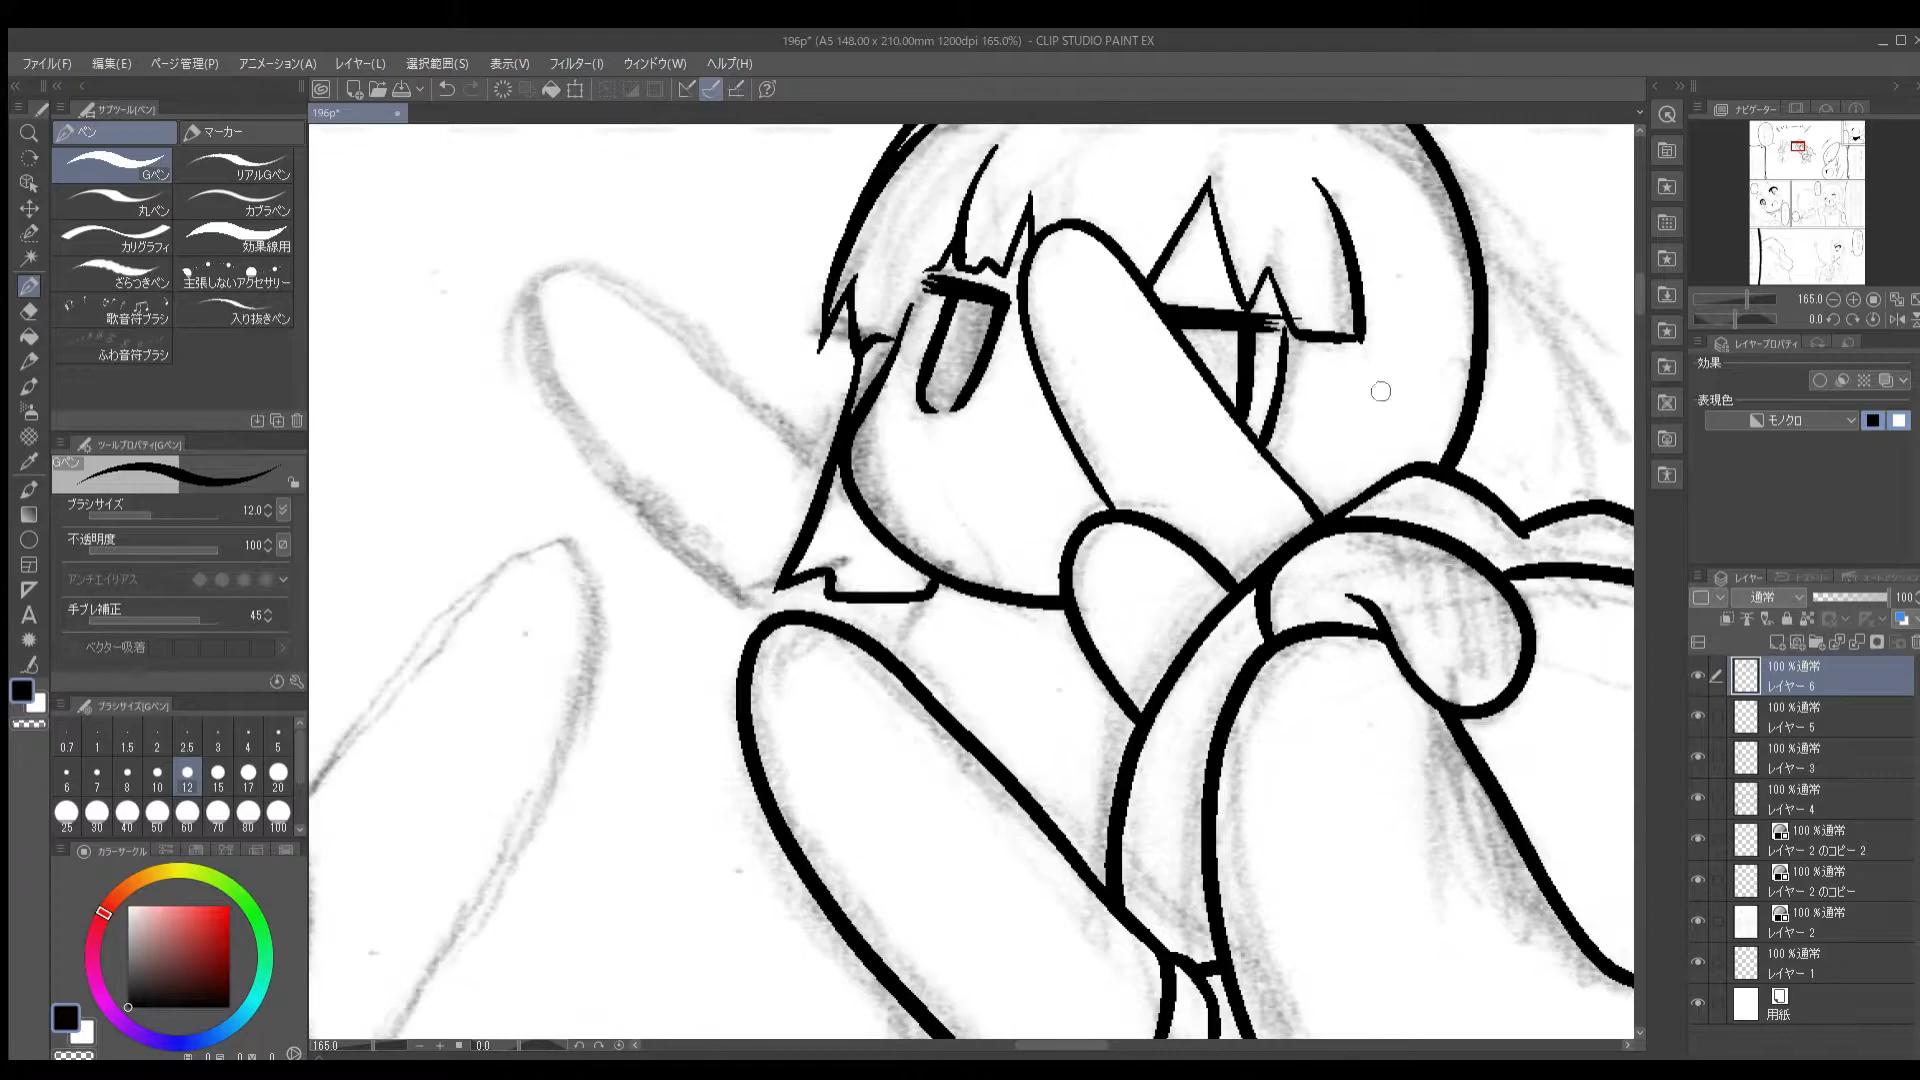 196p* (A5 148.00 x 210.00mm 1200dpi 165.0%) - CLIP STUDIO PAINT EX
ファイル(F) 編集(E) ページ管理(P) アニメーション(A) レイヤー(L) 選択範囲(S) 表示(V) フィルター(I) ウィンドウ(W) ヘルプ(H)
サブツール[ペン]
196p*
ペン マーカー
Gペン リアルGペン
丸ペン カブラペン
カリグラフィ 効果線用
ざらつきペン 主張しないアクセサリー
歌音符ブラシ 入り抜きペン
ふわ音符ブラシ
ツールプロパティ[Gペン]
Gペン
ブラシサイズ 12.0
不透明度 100
アンチエイリアス
手ブレ補正 45
ベクター吸着
ブラシサイズ[Gペン]
0.7 1 1.5 2 2.5 3 4 5
6 7 8 10 12 15 17 20
25 30 40 50 60 70 80 100
カラーサークル
0 0 0
165.0 0.0
ナビゲーター
165.0
0.0
レイヤープロパティ
効果
表現色
モノクロ
レイヤー
通常 100
100 %通常
レイヤー 6
100 %通常
レイヤー 5
100 %通常
レイヤー 3
100 %通常
レイヤー 4
100 %通常
レイヤー 2 のコピー 2
100 %通常
レイヤー 2 のコピー
100 %通常
レイヤー 2
100 %通常
レイヤー 1
用紙